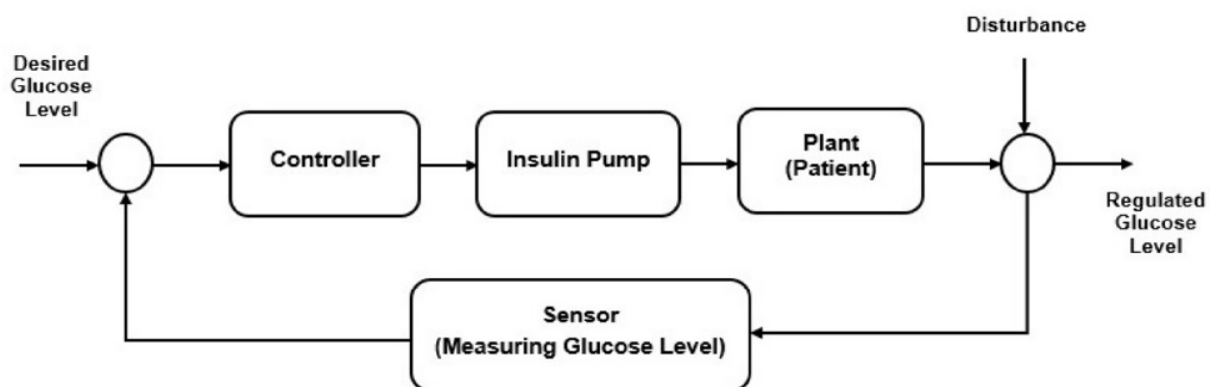 Disturbance
Desired
Glucose
Level
Controller
Insulin Pump
Plant
(Patient)
Regulated
Glucose
Level
Sensor
(Measuring Glucose Level)